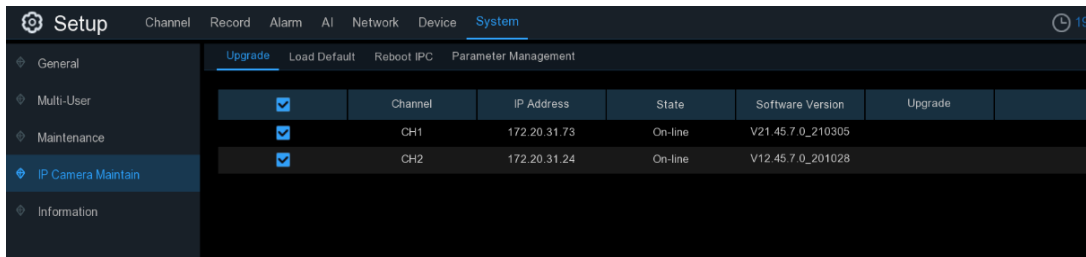 Setup Channel Record Alarm AI Network Device System
General
Multi-User
Maintenance
IP Camera Maintain
Information
Upgrade Load Default Reboot IPC Parameter Management
Channel IP Address State Software Version Upgrade
CH1 172.20.31.73 On-line V21.45.7.0_210305
CH2 172.20.31.24 On-line V12.45.7.0_201028